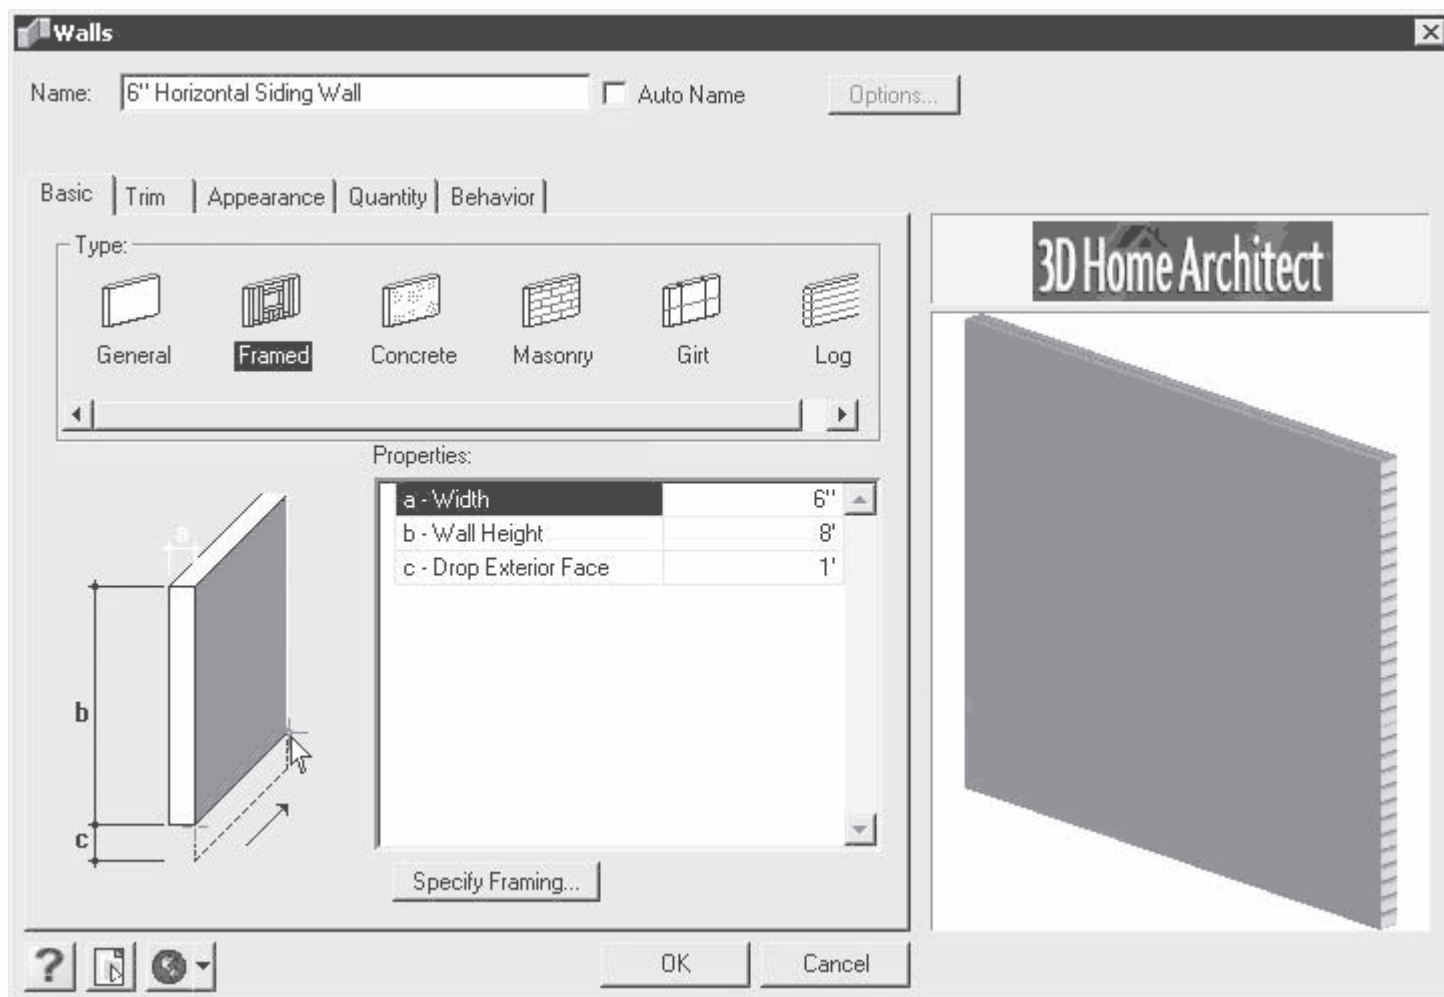 Walls
Name: 6" Horizontal Siding Wall Auto Name Options...
Basic Trim Appearance Quantity Behavior
3D Home Architect
Type:
General Framed Concrete Masonry Girt Log
Properties:
a - Width 6"
b - Wall Height 8'
c - Drop Exterior Face 1'
a
b
c
Specify Framing...
? OK Cancel